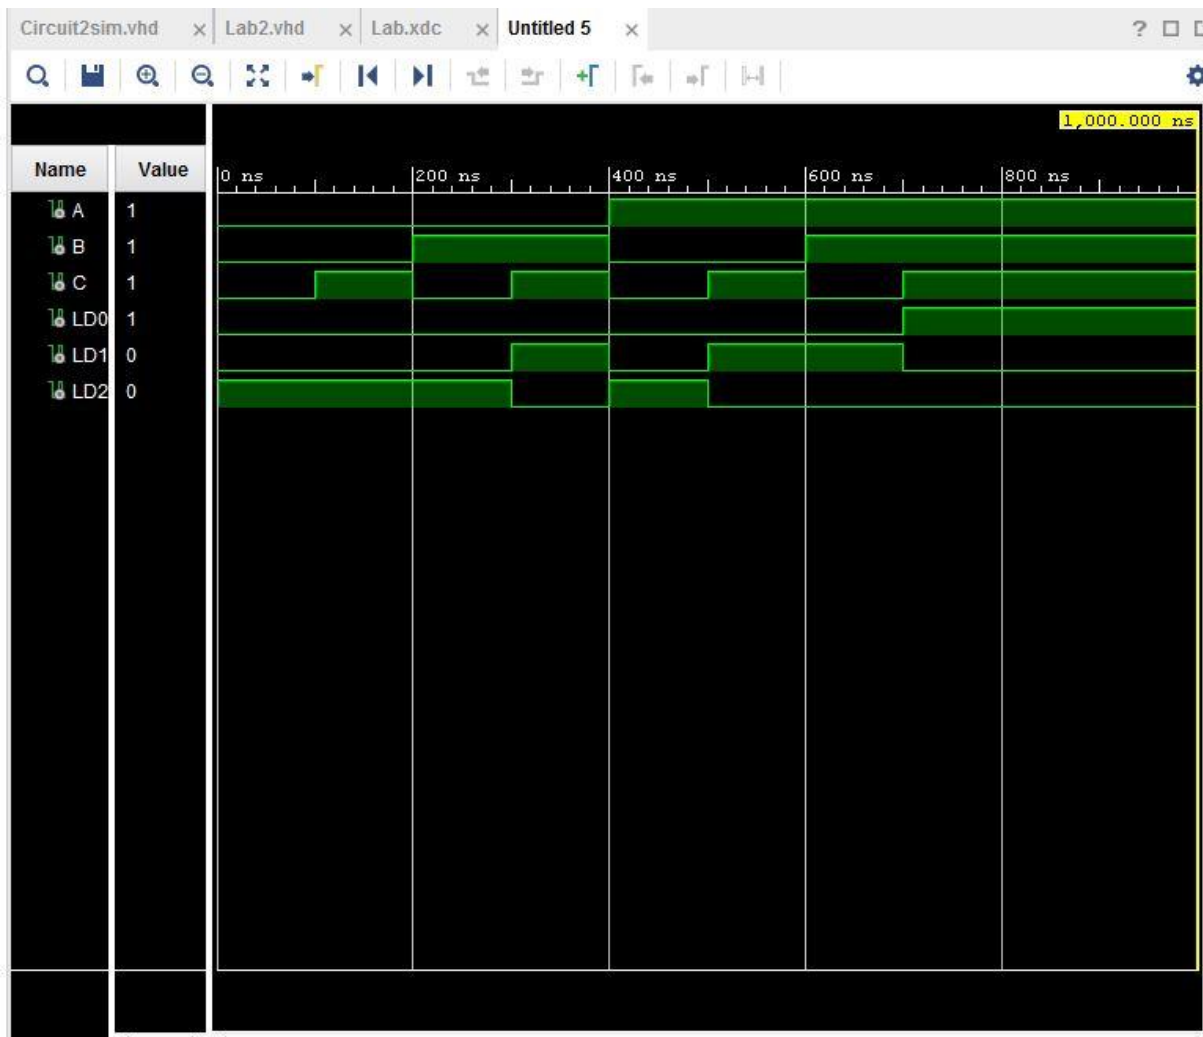 Circuit2sim.vhd × Lab2.vhd × Lab.xdc × Untitled 5 × ?
1,000.000 ns
Name Value 0 ns 200 ns 400 ns 600 ns 800 ns
A 1
B 1
C 1
LD0 1
LD1 0
LD2 0